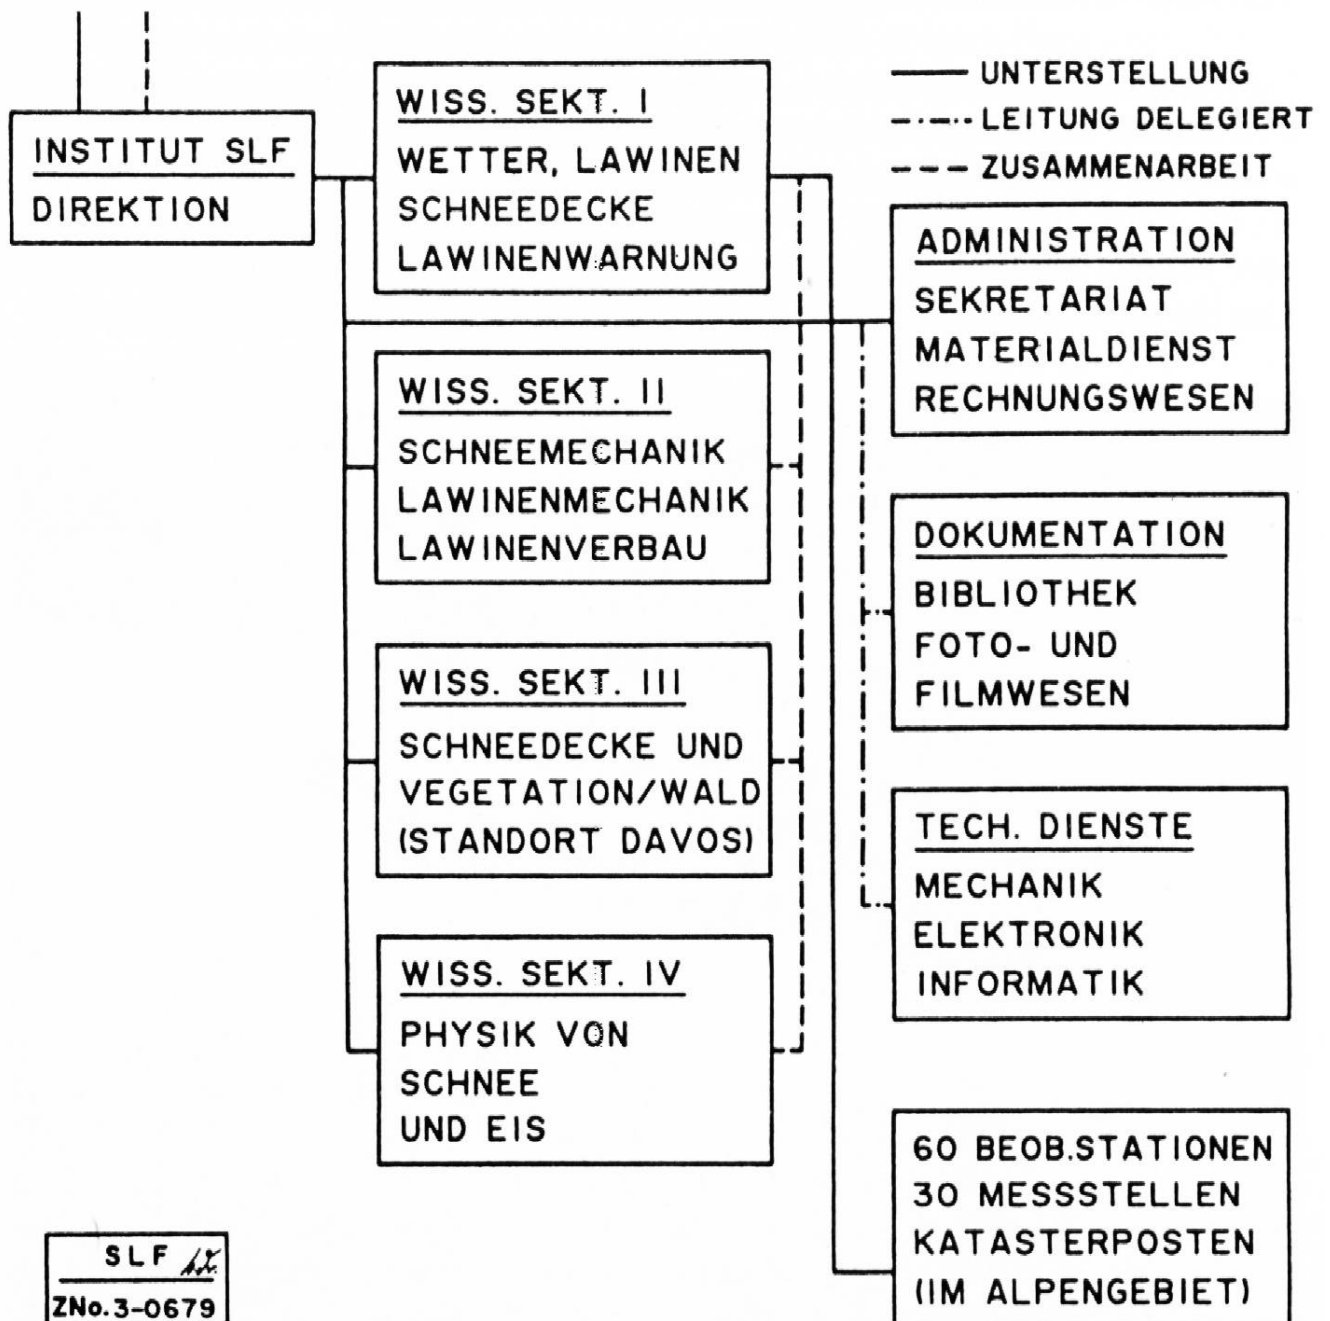 INSTITUT SLF
DIREKTION
WISS. SEKT. I
WETTER, LAWINEN
SCHNEEDECKE
LAWINENWARNUNG
WISS. SEKT. II
SCHNEEMECHANIK
LAWINENMECHANIK
LAWINENVERBAU
WISS. SEKT. III
SCHNEEDECKE UND
VEGETATION/WALD
(STANDORT DAVOS)
WISS. SEKT. IV
PHYSIK VON
SCHNEE
UND EIS
UNTERSTELLUNG
LEITUNG DELEGIERT
ZUSAMMENARBEIT
ADMINISTRATION
SEKRETARIAT
MATERIALDIENST
RECHNUNGSWESEN
DOKUMENTATION
BIBLIOTHEK
FOTO- UND
FILMWESEN
TECH. DIENSTE
MECHANIK
ELEKTRONIK
INFORMATIK
60 BEOB.STATIONEN
30 MESSSTELLEN
KATASTERPOSTEN
(IM ALPENGEBIET)
SLF
ZNo. 3-0679